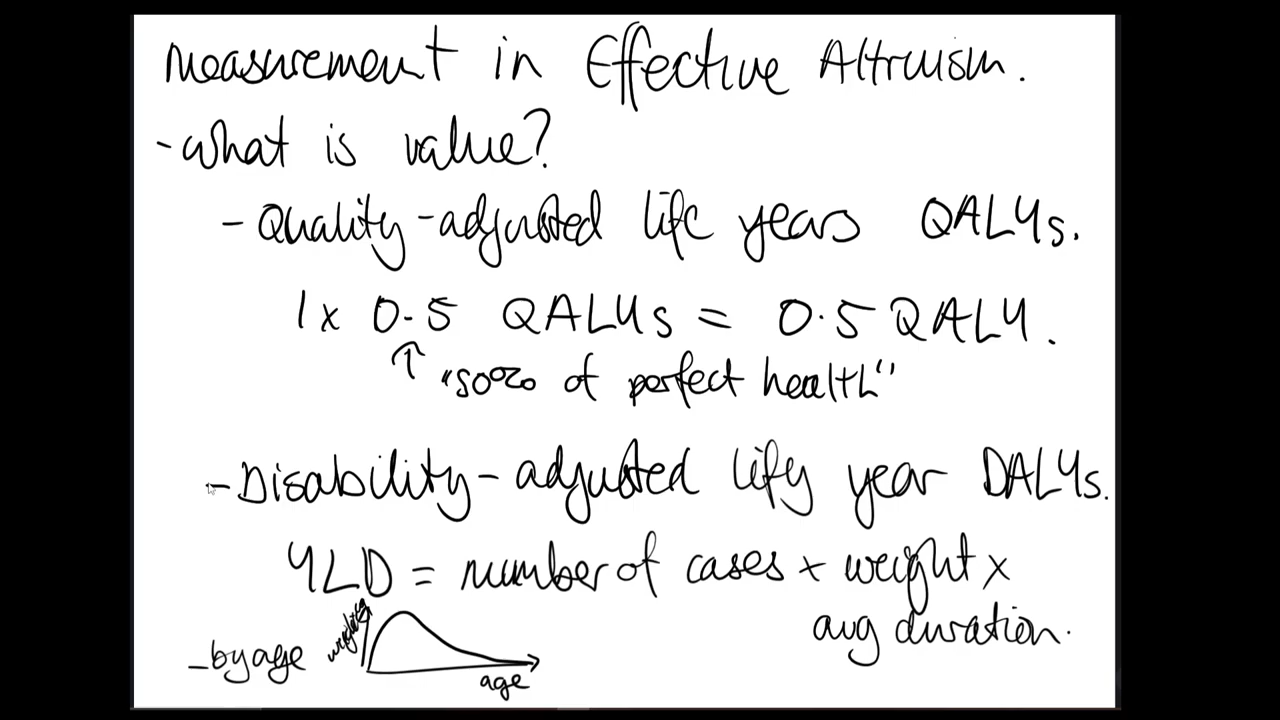 measurement in Effective Altruism.
- what is value?
- Quality-adjusted life years QALYs.
1 x 0.5 QALYs = 0.5 QALY.
↑ "50% of perfect health"
- Disability-adjusted lify year DALYs.
YLD = number of cases x weight x
avg duration.
- by age
weights
age